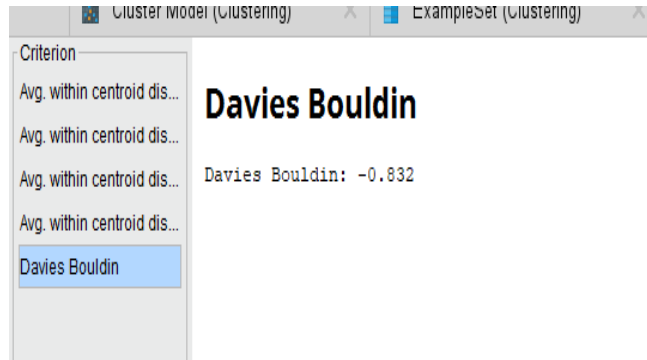 Cluster Model (Clustering)
ExampleSet (Clustering)
Criterion
Avg. within centroid dis...
Avg. within centroid dis...
Avg. within centroid dis...
Avg. within centroid dis...
Davies Bouldin
Davies Bouldin
Davies Bouldin: -0.832